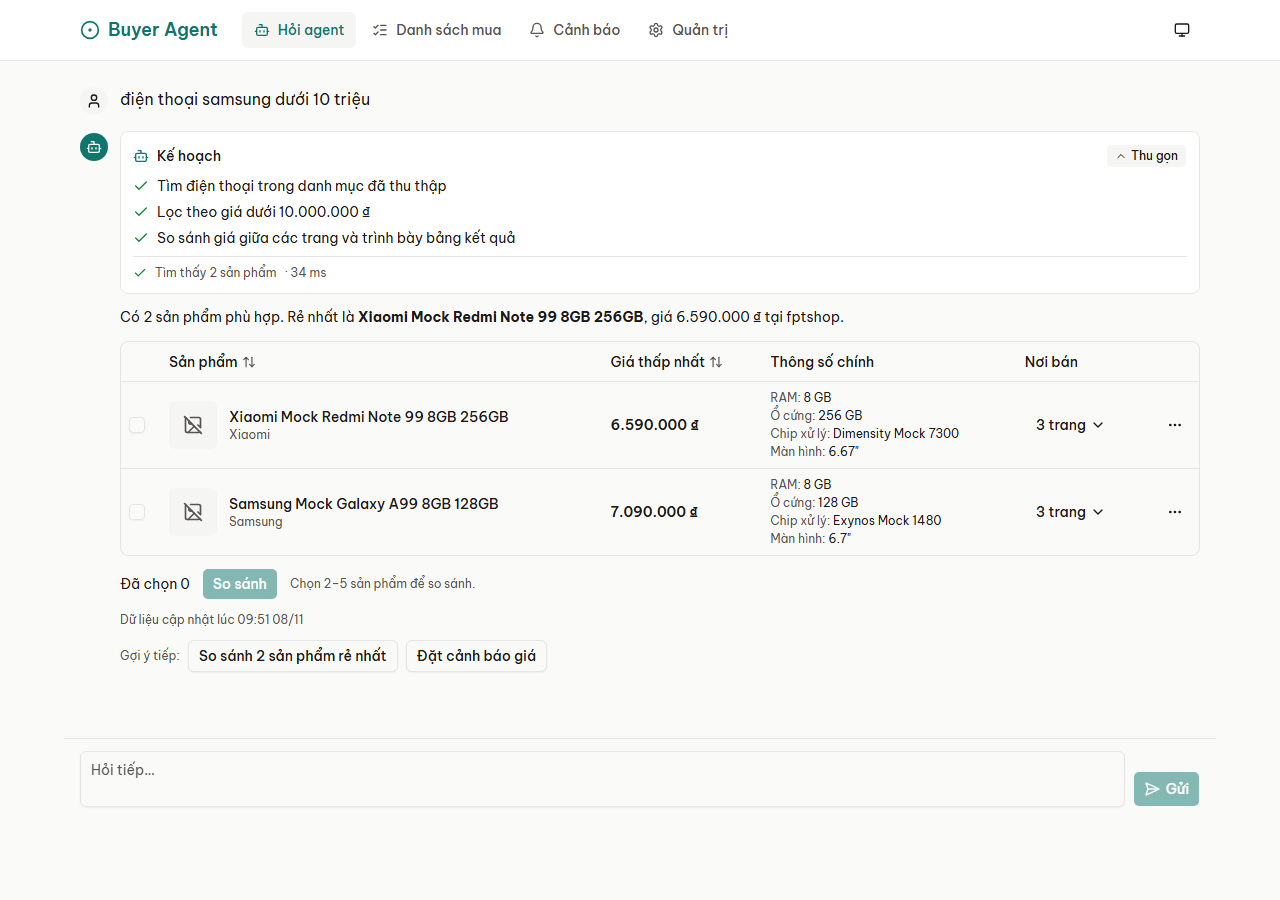 Buyer Agent
Hỏi agent
Danh sách mua
Cảnh báo
Quản trị
điện thoại samsung dưới 10 triệu
Kế hoạch
Thu gọn
Tìm điện thoại trong danh mục đã thu thập
Lọc theo giá dưới 10.000.000 ₫
So sánh giá giữa các trang và trình bày bảng kết quả
Tìm thấy 2 sản phẩm · 34 ms
Có 2 sản phẩm phù hợp. Rẻ nhất là Xiaomi Mock Redmi Note 99 8GB 256GB, giá 6.590.000 ₫ tại fptshop.
Sản phẩm
Giá thấp nhất
Thông số chính
Nơi bán
Xiaomi Mock Redmi Note 99 8GB 256GB
Xiaomi
6.590.000 ₫
RAM: 8 GB
Ổ cứng: 256 GB
Chip xử lý: Dimensity Mock 7300
Màn hình: 6.67"
3 trang
Samsung Mock Galaxy A99 8GB 128GB
Samsung
7.090.000 ₫
RAM: 8 GB
Ổ cứng: 128 GB
Chip xử lý: Exynos Mock 1480
Màn hình: 6.7"
3 trang
Đã chọn 0
So sánh
Chọn 2–5 sản phẩm để so sánh.
Dữ liệu cập nhật lúc 09:51 08/11
Gợi ý tiếp:
So sánh 2 sản phẩm rẻ nhất
Đặt cảnh báo giá
Hỏi tiếp...
Gửi